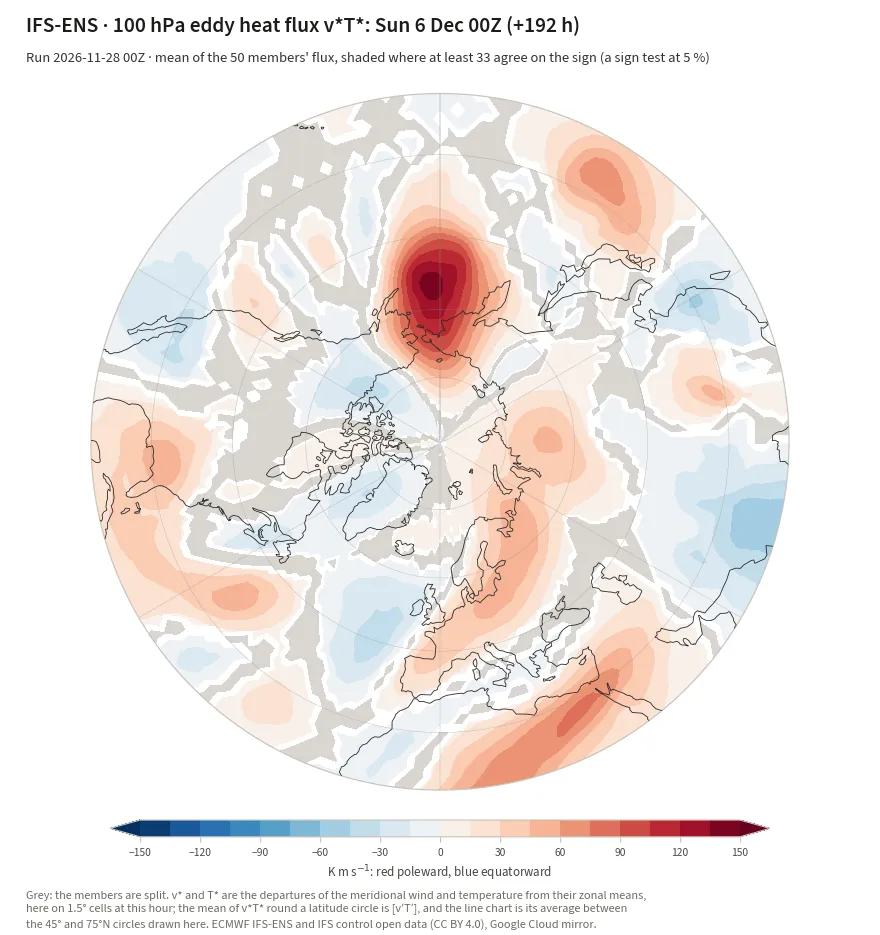 IFS-ENS · 100 hPa eddy heat flux v*T*: Sun 6 Dec 00Z (+192 h)
Run 2026-11-28 00Z · mean of the 50 members' flux, shaded where at least 33 agree on the sign (a sign test at 5 %)
−150 −120 −90 −60 −30 0 30 60 90 120 150
K m s⁻¹: red poleward, blue equatorward
Grey: the members are split. v* and T* are the departures of the meridional wind and temperature from their zonal means,
here on 1.5° cells at this hour; the mean of v*T* round a latitude circle is [v'T'], and the line chart is its average between
the 45° and 75°N circles drawn here. ECMWF IFS-ENS and IFS control open data (CC BY 4.0), Google Cloud mirror.